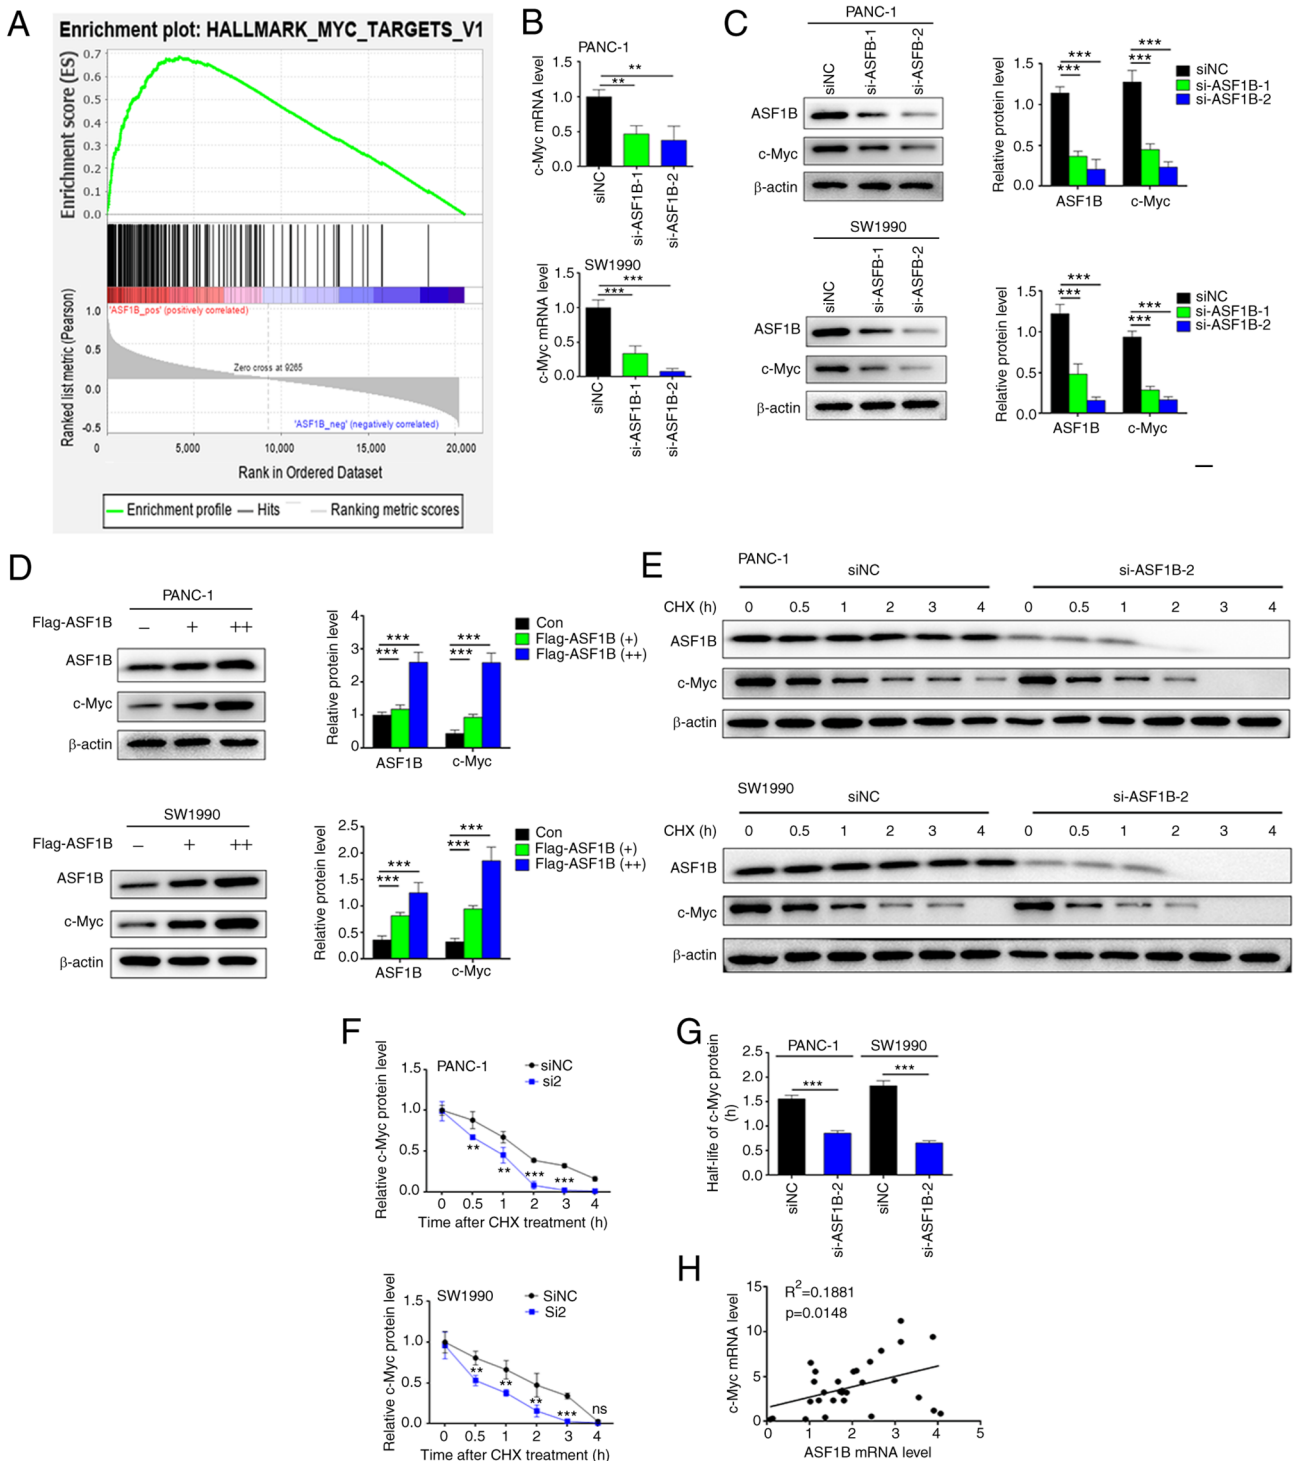 A
Enrichment plot: HALLMARK_MYC_TARGETS_V1
Enrichment score (ES)
0.7
0.6
0.5
0.4
0.3
0.2
0.1
0.0
'ASF1B_pos' (positively correlated)
Ranked list metric (Pearson)
1.0
0.5
0.0
-0.5
Zero cross at 9265
'ASF1B_neg' (negatively correlated)
0 5,000 10,000 15,000 20,000
Rank in Ordered Dataset
Enrichment profile Hits Ranking metric scores
B
PANC-1
c-Myc mRNA level
1.5
1.0
0.5
0.0
**
**
siNC
si-ASF1B-1
si-ASF1B-2
SW1990
c-Myc mRNA level
1.5
1.0
0.5
0.0
***
***
siNC
si-ASF1B-1
si-ASF1B-2
C
PANC-1
siNC
si-ASFB-1
si-ASFB-2
ASF1B
c-Myc
β-actin
Relative protein level
1.5
1.0
0.5
0.0
***
***
***
***
ASF1B c-Myc
siNC
si-ASF1B-1
si-ASF1B-2
SW1990
siNC
si-ASFB-1
si-ASFB-2
ASF1B
c-Myc
β-actin
Relative protein level
1.5
1.0
0.5
0.0
***
***
***
***
ASF1B c-Myc
siNC
si-ASF1B-1
si-ASF1B-2
D
PANC-1
Flag-ASF1B – + ++
ASF1B
c-Myc
β-actin
Relative protein level
4
3
2
1
0
*** ***
*** ***
ASF1B c-Myc
Con
Flag-ASF1B (+)
Flag-ASF1B (++)
SW1990
Flag-ASF1B – + ++
ASF1B
c-Myc
β-actin
Relative protein level
2.5
2.0
1.5
1.0
0.5
0.0
***
***
***
***
ASF1B c-Myc
Con
Flag-ASF1B (+)
Flag-ASF1B (++)
E
PANC-1
siNC si-ASF1B-2
CHX (h) 0 0.5 1 2 3 4 0 0.5 1 2 3 4
ASF1B
c-Myc
β-actin
SW1990
siNC si-ASF1B-2
CHX (h) 0 0.5 1 2 3 4 0 0.5 1 2 3 4
ASF1B
c-Myc
β-actin
F
PANC-1
siNC
si2
Relative c-Myc protein level
1.5
1.0
0.5
0.0
**
**
***
***
0 0.5 1 2 3 4
Time after CHX treatment (h)
SW1990
SiNC
Si2
Relative c-Myc protein level
1.5
1.0
0.5
0.0
**
**
**
***
ns
0 0.5 1 2 3 4
Time after CHX treatment (h)
G
PANC-1 SW1990
Half-life of c-Myc protein
(h)
2.5
2.0
1.5
1.0
0.5
0.0
***
***
siNC
si-ASF1B-2
siNC
si-ASF1B-2
H
R2=0.1881
p=0.0148
c-Myc mRNA level
15
10
5
0
0 1 2 3 4 5
ASF1B mRNA level